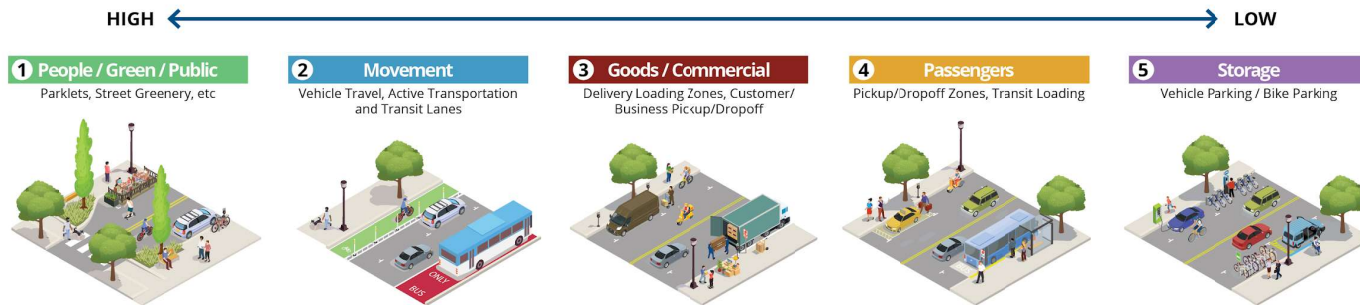 HIGH
LOW
1 People / Green / Public
Parklets, Street Greenery, etc
2 Movement
Vehicle Travel, Active Transportation
and Transit Lanes
3 Goods / Commercial
Delivery Loading Zones, Customer/
Business Pickup/Dropoff
4 Passengers
Pickup/Dropoff Zones, Transit Loading
5 Storage
Vehicle Parking / Bike Parking
ONLY
BUS